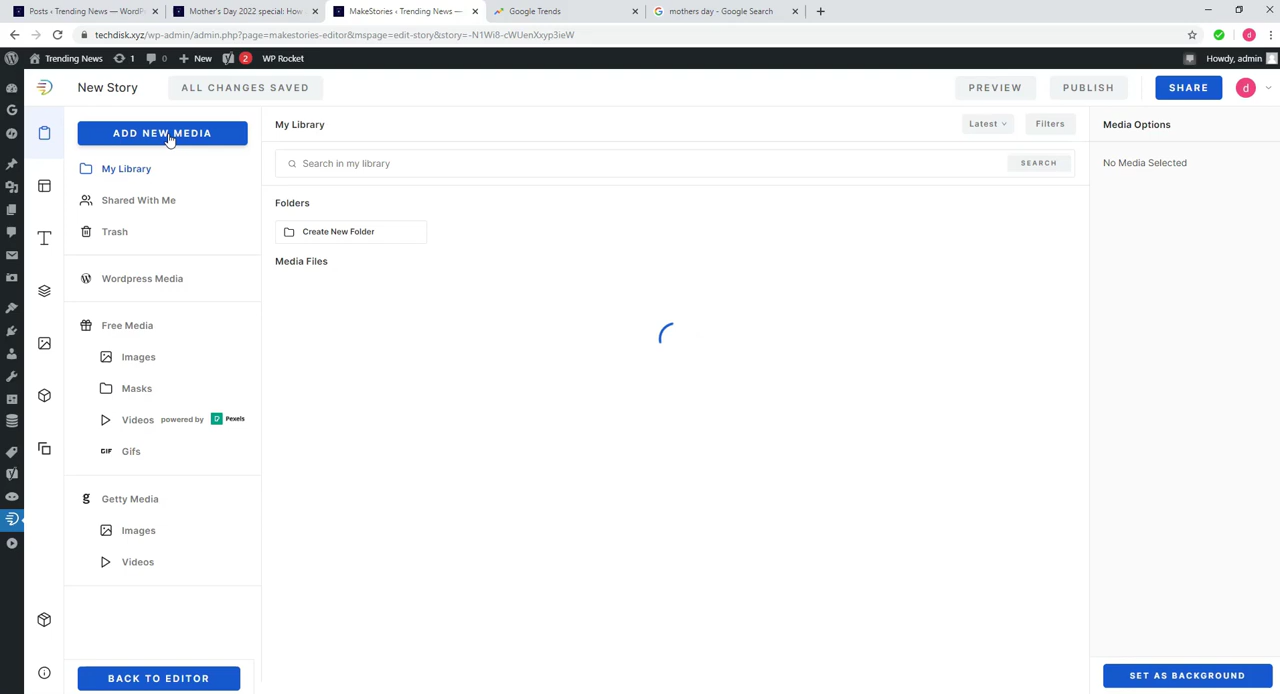 Posts ‹ Trending News — WordP
Mother's Day 2022 special: How
MakeStories ‹ Trending News —
Google Trends
mothers day - Google Search
techdisk.xyz/wp-admin/admin.php?page=makestories-editor&mspage=edit-story&story=-N1Wi8-cWUenXxyp3ieW
d
Trending News
1
0
New
2
WP Rocket
Howdy, admin
New Story
ALL CHANGES SAVED
PREVIEW
PUBLISH
SHARE
d
ADD NEW MEDIA
My Library
Shared With Me
Trash
Wordpress Media
Free Media
Images
Masks
Videos powered by Pexels
GIF Gifs
g Getty Media
Images
Videos
BACK TO EDITOR
My Library
Latest
Filters
Search in my library
SEARCH
Folders
Create New Folder
Media Files
Media Options
No Media Selected
SET AS BACKGROUND